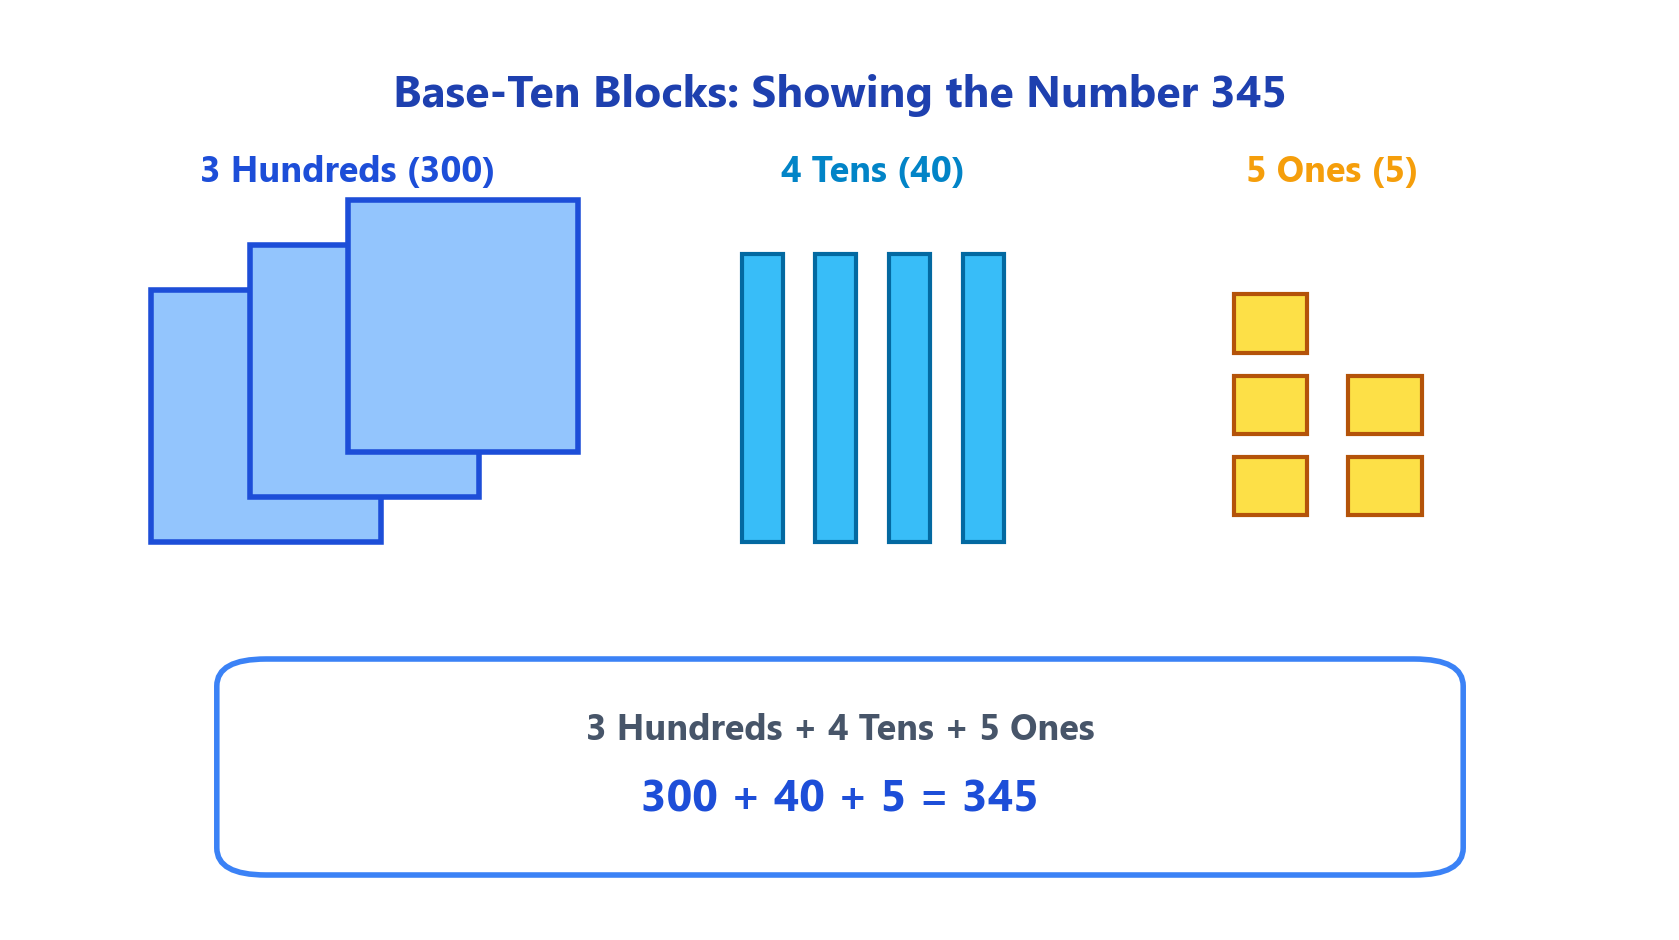 Base-Ten Blocks: Showing the Number 345
3 Hundreds (300)
4 Tens (40)
5 Ones (5)
3 Hundreds + 4 Tens + 5 Ones
300 + 40 + 5 = 345